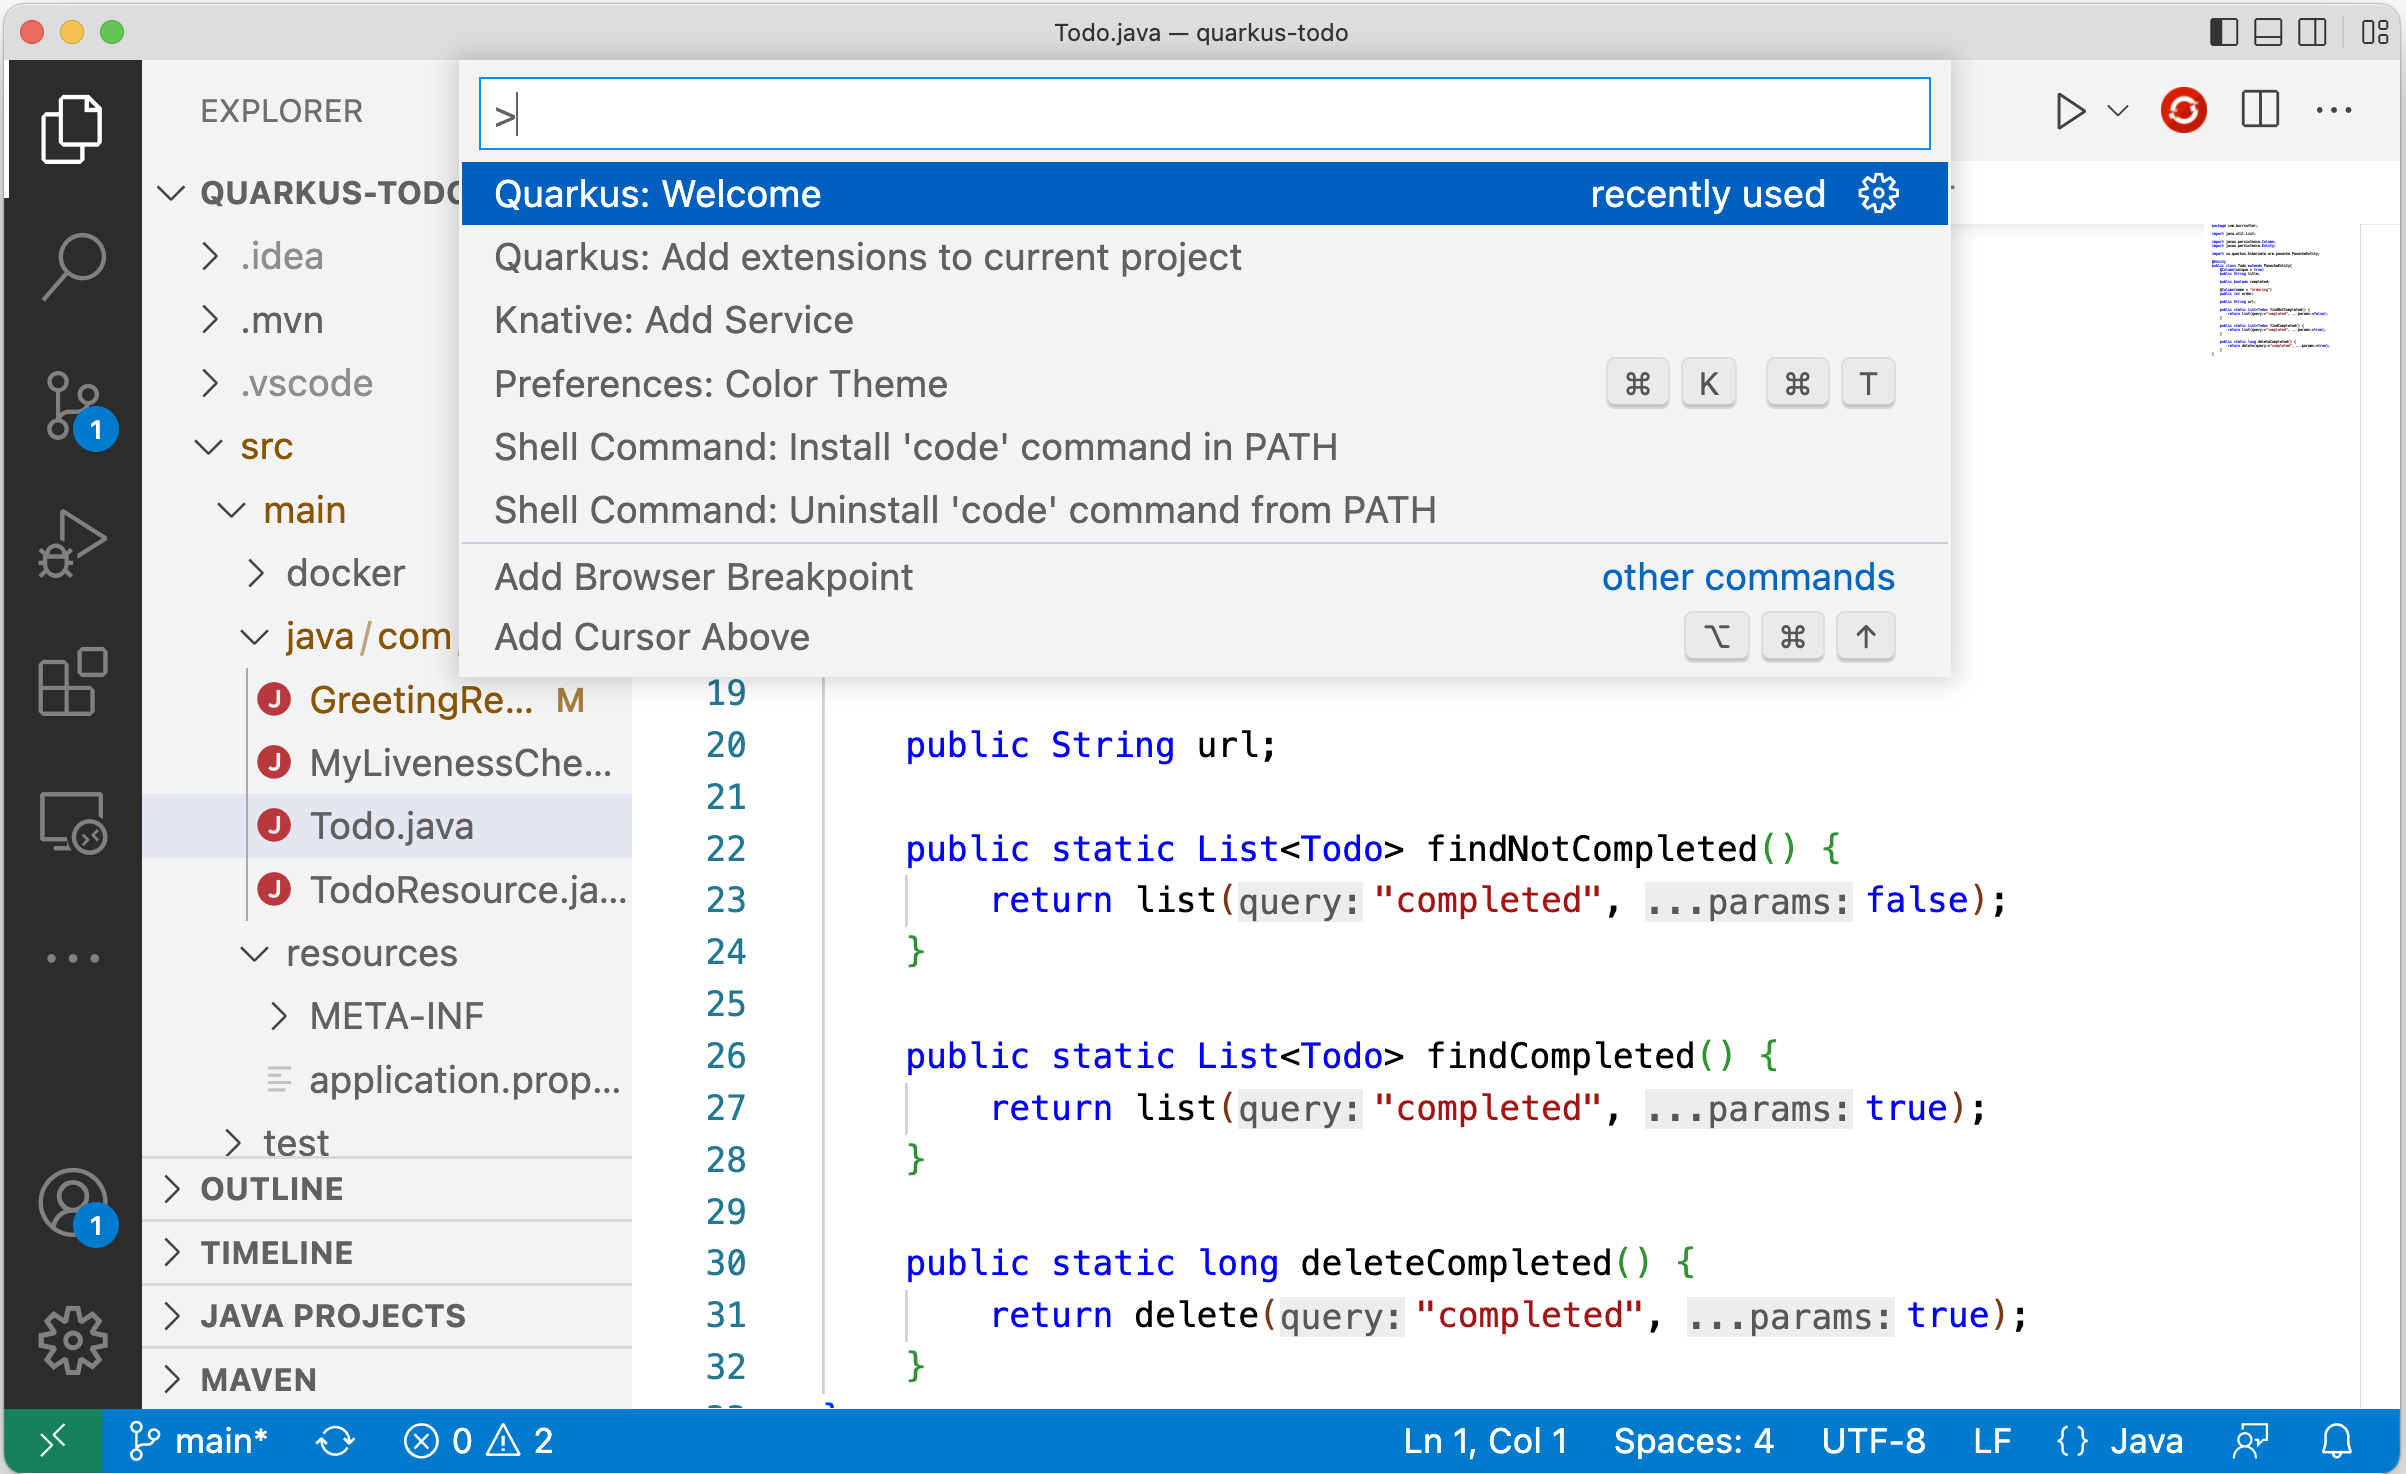 Todo.java — quarkus-todo
EXPLORER
>
QUARKUS-TODO
Quarkus: Welcome recently used
.idea
Quarkus: Add extensions to current project
.mvn
Knative: Add Service
.vscode
Preferences: Color Theme ⌘ K ⌘ T
src
Shell Command: Install 'code' command in PATH
main
Shell Command: Uninstall 'code' command from PATH
docker
Add Browser Breakpoint other commands
java/com
Add Cursor Above ⌥ ⌘ ↑
J GreetingRe... M
J MyLivenessChe...
J Todo.java
J TodoResource.ja...
resources
META-INF
application.prop...
test
OUTLINE
TIMELINE
JAVA PROJECTS
MAVEN
1
1
19
20 public String url;
21
22 public static List<Todo> findNotCompleted() {
23 return list(query: "completed", ...params: false);
24 }
25
26 public static List<Todo> findCompleted() {
27 return list(query: "completed", ...params: true);
28 }
29
30 public static long deleteCompleted() {
31 return delete(query: "completed", ...params: true);
32 }
main* 0 2 Ln 1, Col 1 Spaces: 4 UTF-8 LF {} Java